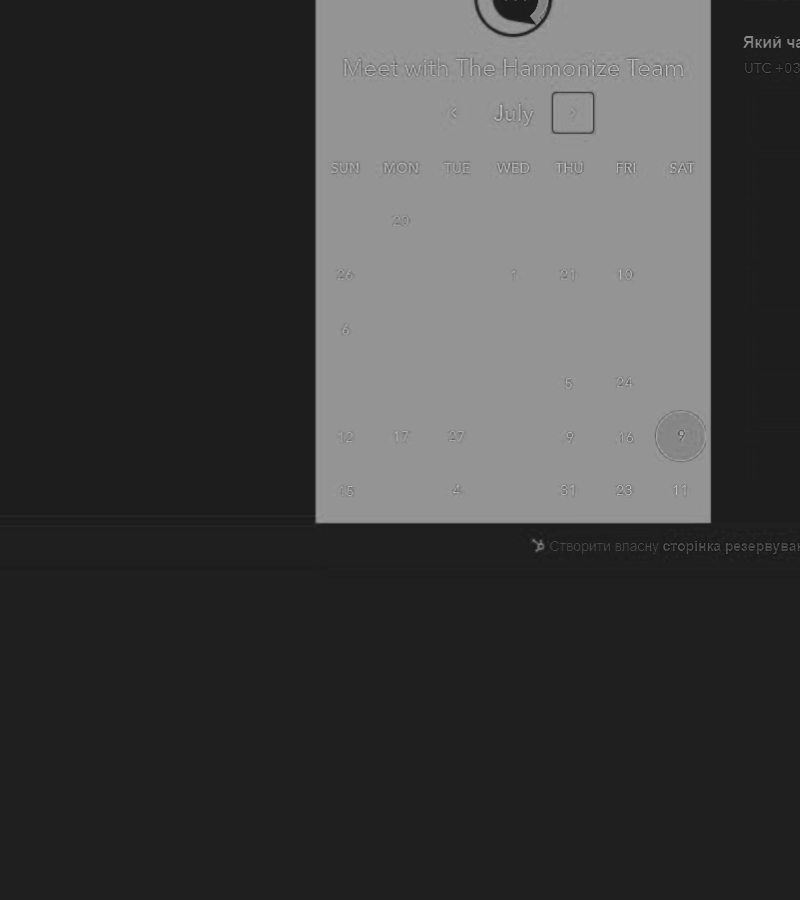 Який ча
Meet with The Harmonize Team
UTC +03
July
SUN MON TUE WED THU FRI SAT
26 1 21 10
6
5 24
12 17 27 9 16 9
4 31 23 11
Створити власну сторінка резервуван